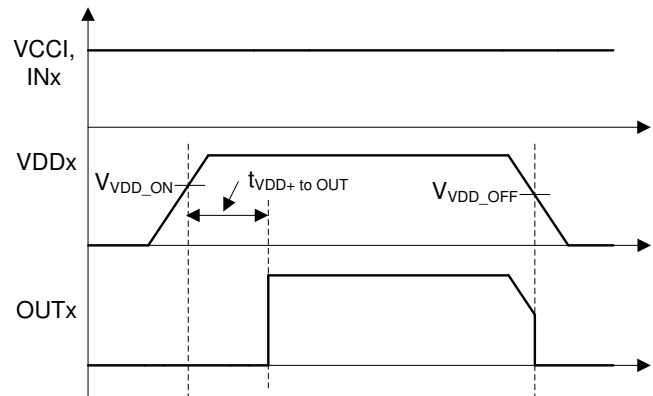 VCCI,
INx
VDDx
VVDD_ON
tVDD+ to OUT
VVDD_OFF
OUTx